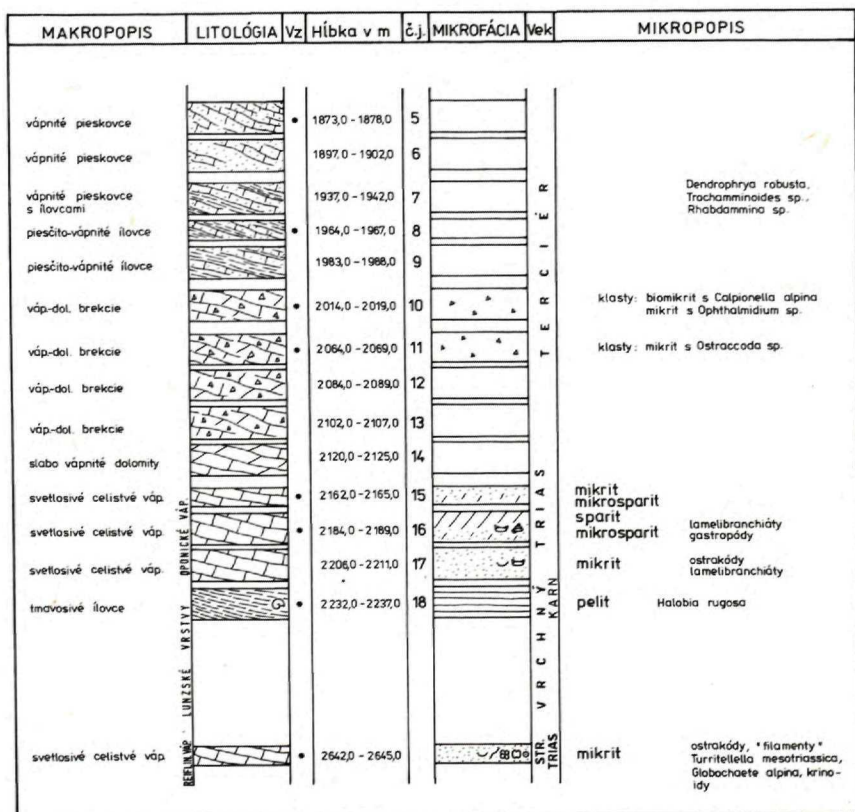 MAKROPOPIS LITOLÓGIA Vz Hĺbka v m č.j. MIKROFÁCIA Vek MIKROPOPIS
vápnité pieskovce • 1873,0 - 1878,0 5
vápnité pieskovce 1897,0 - 1902,0 6
vápnité pieskovce
s ílovcami
1937,0 - 1942,0 7
Dendrophrya robusta,
Trochamminoides sp.,
Rhabdammina sp.
piesčito-vápnité ílovce • 1964,0 - 1967,0 8
piesčito-vápnité ílovce 1983,0 - 1988,0 9
váp.-dol. brekcie • 2014,0 - 2019,0 10
klasty: biomikrit s Calpionella alpina
mikrit s Ophthalmidium sp.
váp.-dol. brekcie • 2064,0 - 2069,0 11 klasty: mikrit s Ostraccoda sp.
váp.-dol. brekcie 2084,0 - 2089,0 12
váp.-dol. brekcie 2102,0 - 2107,0 13
slabo vápnité dolomity 2120,0 - 2125,0 14
svetlosivé celistvé váp. • 2162,0 - 2165,0 15
mikrit
mikrosparit
svetlosivé celistvé váp. • 2184,0 - 2189,0 16
sparit
mikrosparit
lamelibranchiáty
gastropódy
svetlosivé celistvé váp. 2206,0 - 2211,0 17 mikrit
ostrakódy
lamelibranchiáty
tmavosivé ílovce • 2232,0 - 2237,0 18 pelit Halobia rugosa
svetlosivé celistvé váp. • 2642,0 - 2645,0 mikrit
ostrakódy, "filamenty"
Turritellella mesotriassica,
Globochaete alpina, krino-
idy
REIFLIN. VÁP. LUNZSKÉ VRSTVY OPONICKÉ VÁP.
TERCIÉR
VRCHNÝ TRIAS
KARN
STR. TRIAS